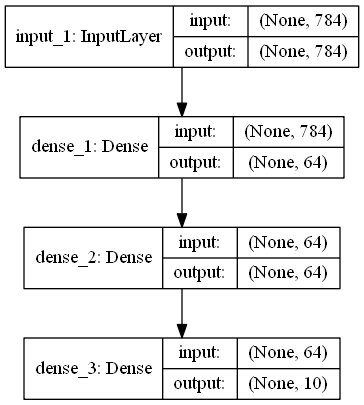 input_1: InputLayer
input: (None, 784)
output: (None, 784)
dense_1: Dense
input: (None, 784)
output: (None, 64)
dense_2: Dense
input: (None, 64)
output: (None, 64)
dense_3: Dense
input: (None, 64)
output: (None, 10)